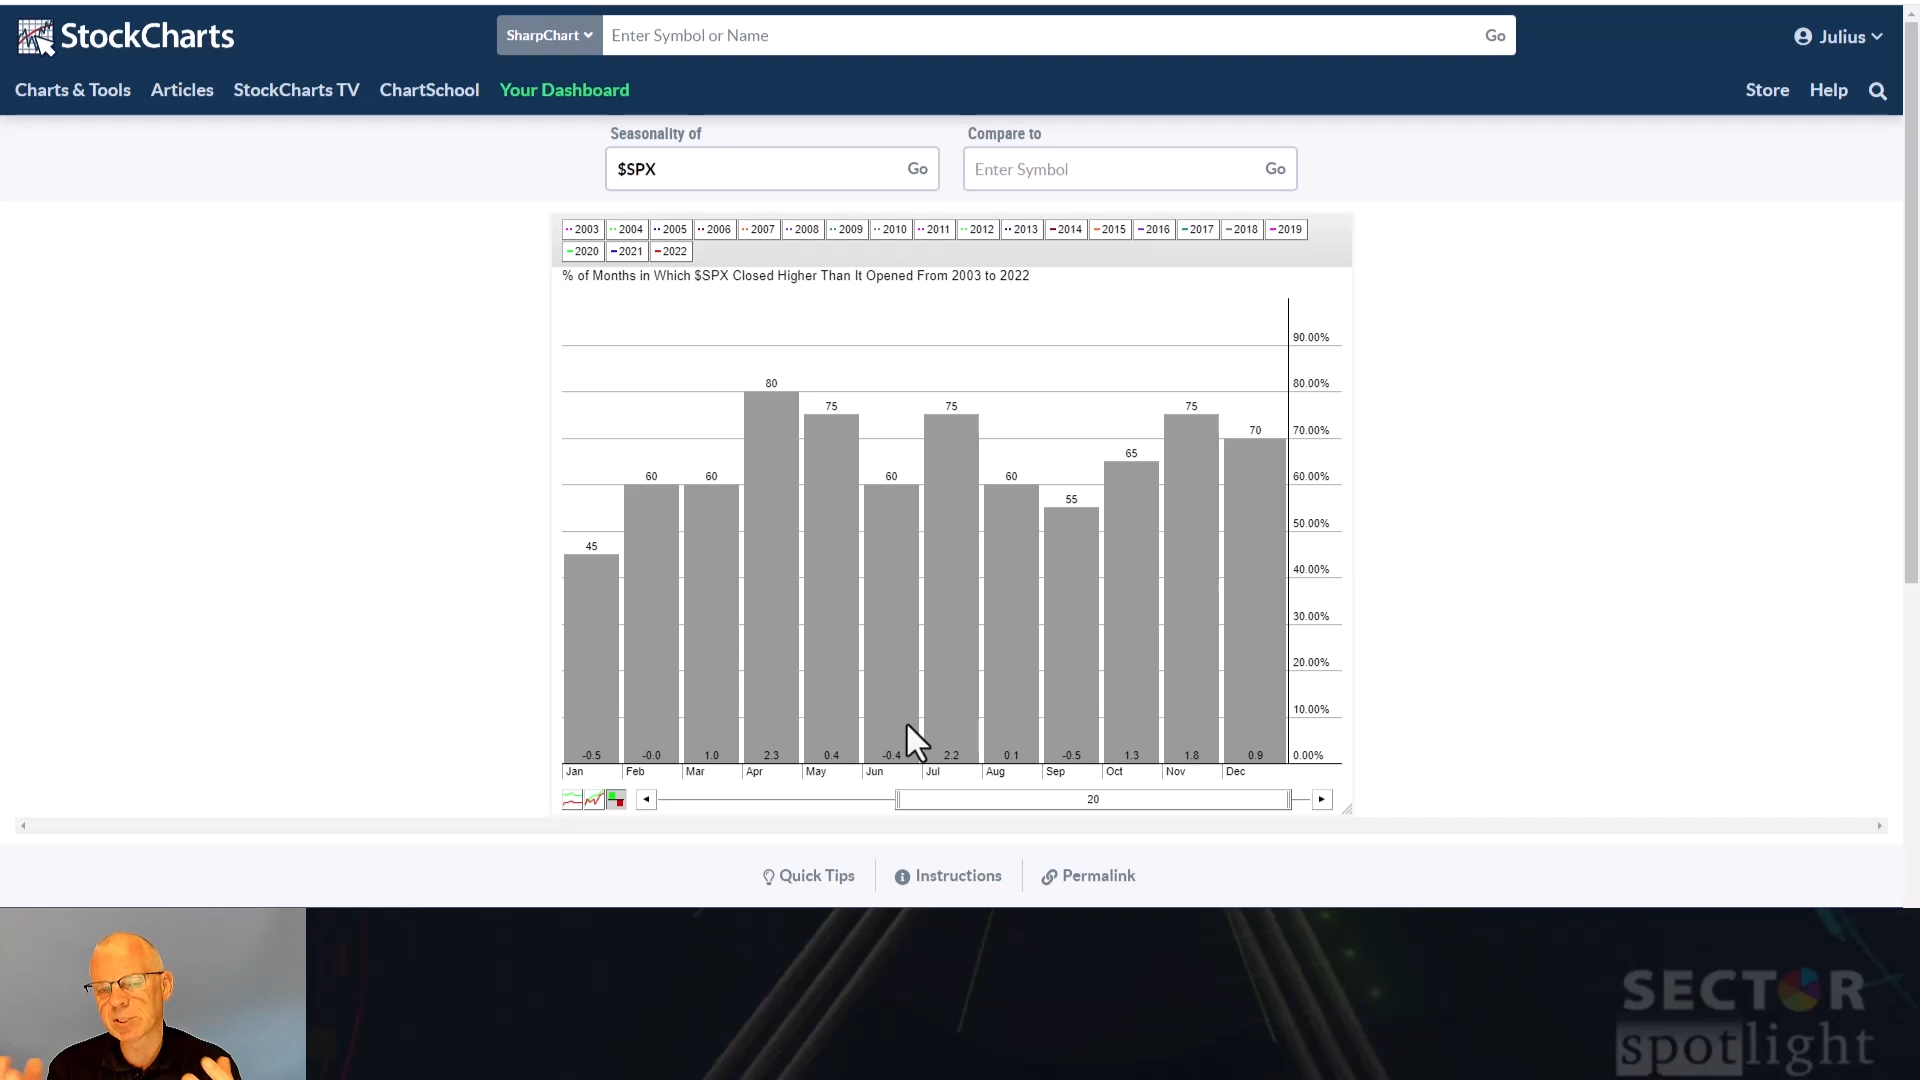 StockCharts
SharpChart
Enter Symbol or Name
Go
Julius
Charts & Tools
Articles
StockCharts TV
ChartSchool
Your Dashboard
Store
Help
Seasonality of
Compare to
$SPX
Go
Enter Symbol
Go
2003 2004 2005 2006 2007 2008 2009 2010 2011 2012 2013 2014 2015 2016 2017 2018 2019
2020 2021 2022
% of Months in Which $SPX Closed Higher Than It Opened From 2003 to 2022
90.00%
80 80.00%
75 75 75
70 70.00%
65
60 60 60 60 60.00%
55
50.00%
45
40.00%
30.00%
20.00%
10.00%
-0.5 -0.0 1.0 2.3 0.4 -0.4 2.2 0.1 -0.5 1.3 1.8 0.9 0.00%
Jan Feb Mar Apr May Jun Jul Aug Sep Oct Nov Dec
20
Quick Tips
Instructions
Permalink
SECTOR
spotlight